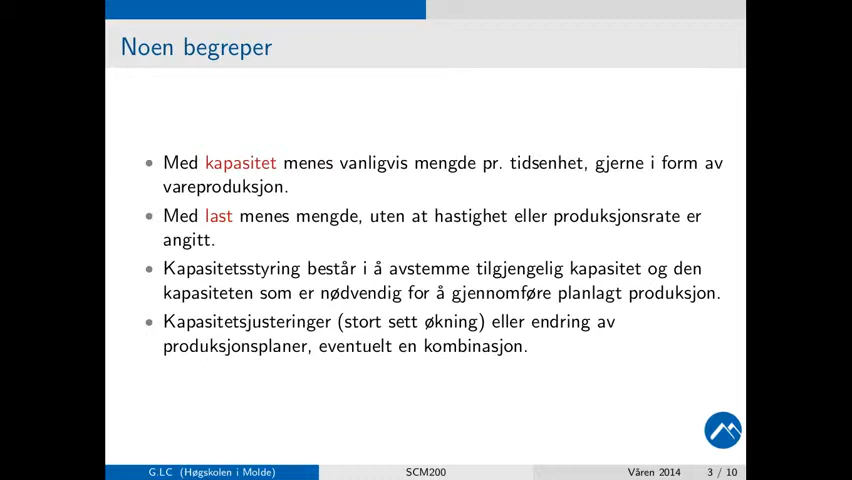 Noen begreper
Med kapasitet menes vanligvis mengde pr. tidsenhet, gjerne i form av
vareproduksjon.
Med last menes mengde, uten at hastighet eller produksjonsrate er
angitt.
Kapasitetsstyring består i å avstemme tilgjengelig kapasitet og den
kapasiteten som er nødvendig for å gjennomføre planlagt produksjon.
Kapasitetsjusteringer (stort sett økning) eller endring av
produksjonsplaner, eventuelt en kombinasjon.
G.LC (Høgskolen i Molde) SCM200 Våren 2014 3 / 10